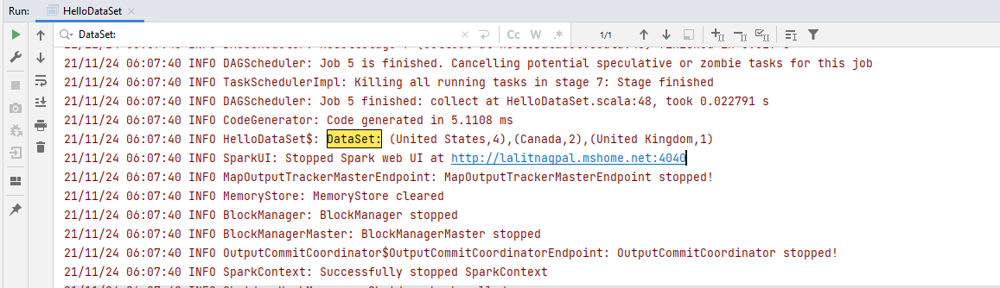 Run: HelloDataSet
DataSet: Cc W .* 1/1
21/11/24 06:07:40 INFO DAGScheduler: Job 5 is finished. Cancelling potential speculative or zombie tasks for this job
21/11/24 06:07:40 INFO TaskSchedulerImpl: Killing all running tasks in stage 7: Stage finished
21/11/24 06:07:40 INFO DAGScheduler: Job 5 finished: collect at HelloDataSet.scala:48, took 0.022791 s
21/11/24 06:07:40 INFO CodeGenerator: Code generated in 5.1108 ms
21/11/24 06:07:40 INFO HelloDataSet$: DataSet: (United States,4),(Canada,2),(United Kingdom,1)
21/11/24 06:07:40 INFO SparkUI: Stopped Spark web UI at http://lalitnagpal.mshome.net:4040
21/11/24 06:07:40 INFO MapOutputTrackerMasterEndpoint: MapOutputTrackerMasterEndpoint stopped!
21/11/24 06:07:40 INFO MemoryStore: MemoryStore cleared
21/11/24 06:07:40 INFO BlockManager: BlockManager stopped
21/11/24 06:07:40 INFO BlockManagerMaster: BlockManagerMaster stopped
21/11/24 06:07:40 INFO OutputCommitCoordinator$OutputCommitCoordinatorEndpoint: OutputCommitCoordinator stopped!
21/11/24 06:07:40 INFO SparkContext: Successfully stopped SparkContext